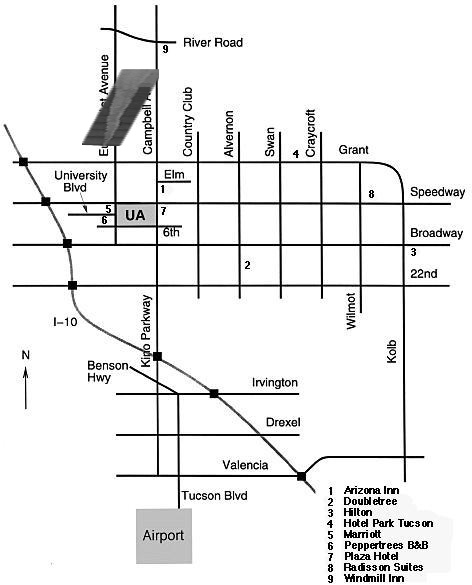 9 River Road
Avenue
Campbell
Country Club
Alvernon
Swan
Craycroft
4 Grant
University
Blvd
Elm
1
8 Speedway
5 UA 7
6
6th
Broadway
3
2
22nd
I-10
Kino Parkway
Wilmot
Kolb
N
Benson
Hwy
Irvington
Drexel
Valencia
Tucson Blvd
Airport
1 Arizona Inn
2 Doubletree
3 Hilton
4 Hotel Park Tucson
5 Marriott
6 Peppertrees B&B
7 Plaza Hotel
8 Radisson Suites
9 Windmill Inn